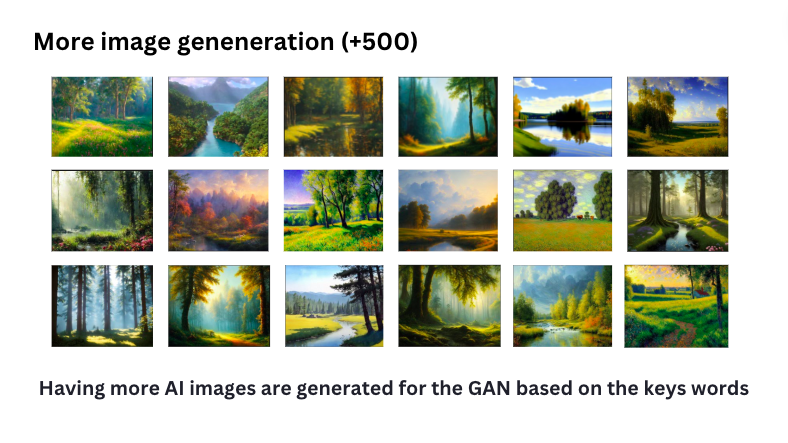 More image geneneration (+500)
Having more AI images are generated for the GAN based on the keys words